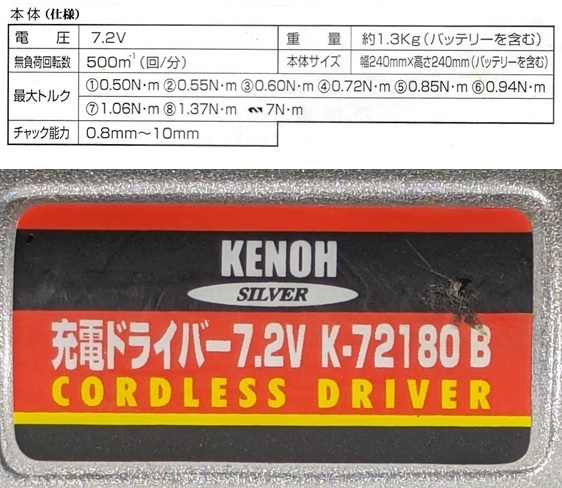 本体(仕様)
電圧 7.2V 重量 約1.3Kg(バッテリーを含む)
無負荷回転数 500m⁻¹(回/分) 本体サイズ 幅240mm×高さ240mm(バッテリーを含む)
最大トルク ①0.50N・m ②0.55N・m ③0.60N・m ④0.72N・m ⑤0.85N・m ⑥0.94N・m
⑦1.06N・m ⑧1.37N・m 7N・m
チャック能力 0.8mm〜10mm
KENOH
SILVER
充電ドライバー7.2V K-72180 B
CORDLESS DRIVER